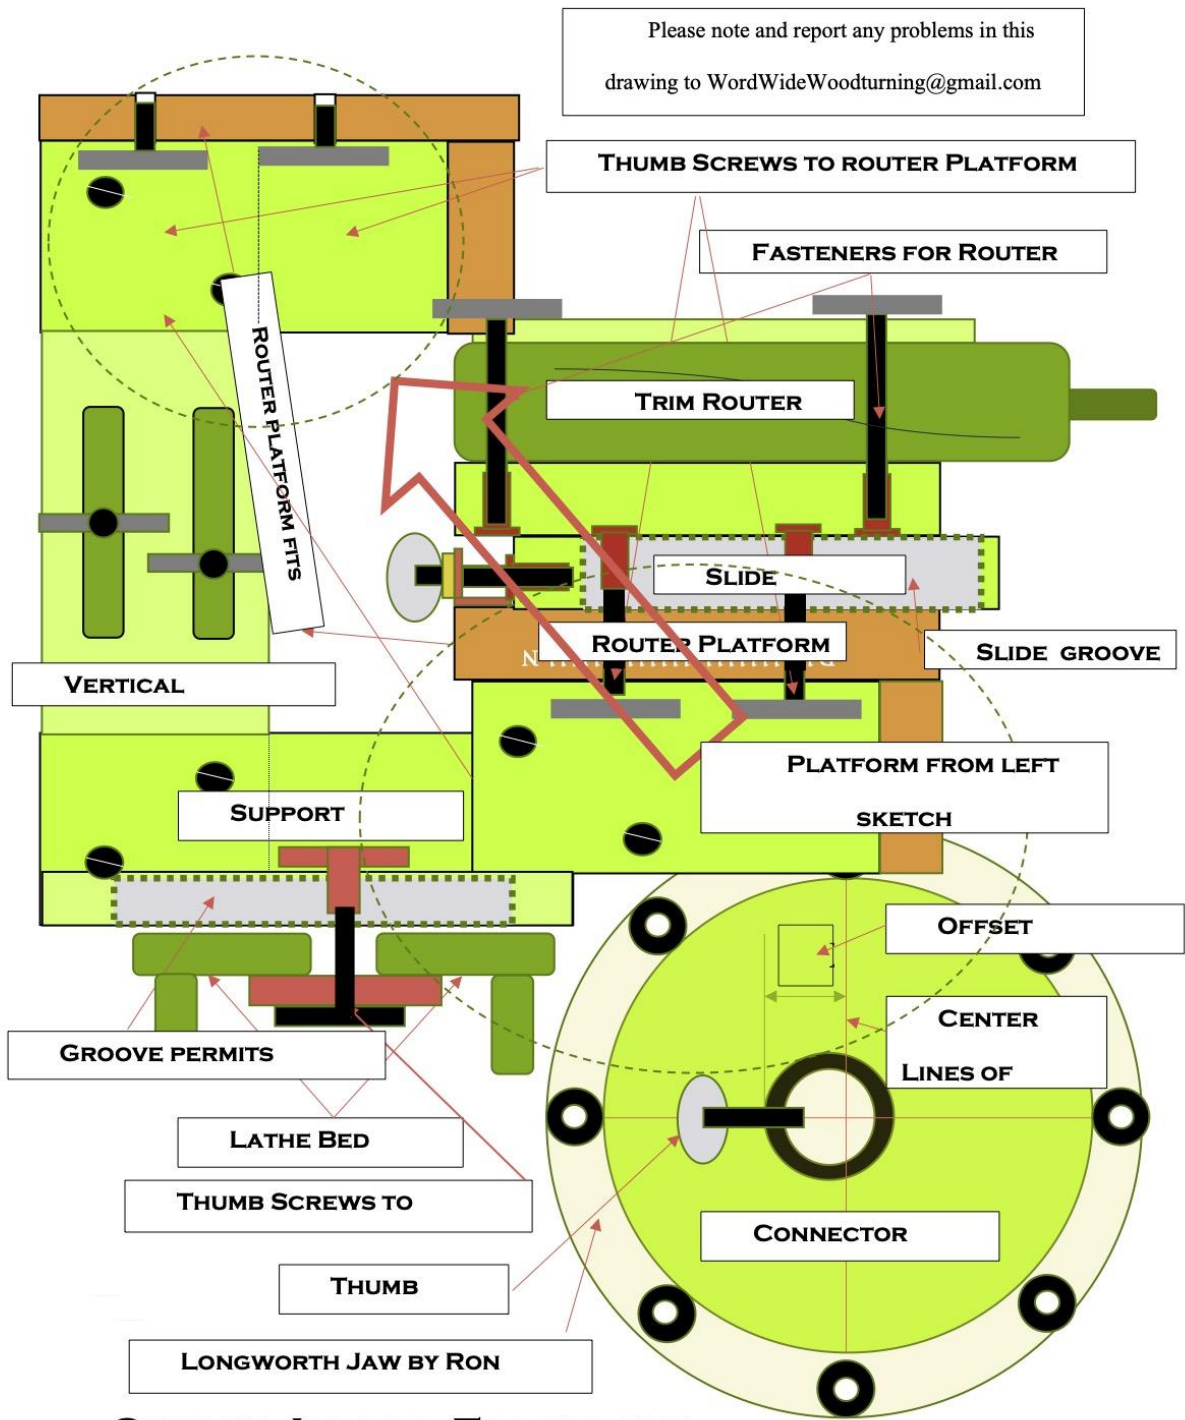 Please note and report any problems in this
drawing to WordWideWoodturning@gmail.com
THUMB SCREWS TO ROUTER PLATFORM
FASTENERS FOR ROUTER
ROUTER PLATFORM FITS
TRIM ROUTER
SLIDE
ROUTER PLATFORM
SLIDE GROOVE
VERTICAL
PLATFORM FROM LEFT
SKETCH
SUPPORT
OFFSET
CENTER
LINES OF
GROOVE PERMITS
LATHE BED
THUMB SCREWS TO
CONNECTOR
THUMB
LONGWORTH JAW BY RON